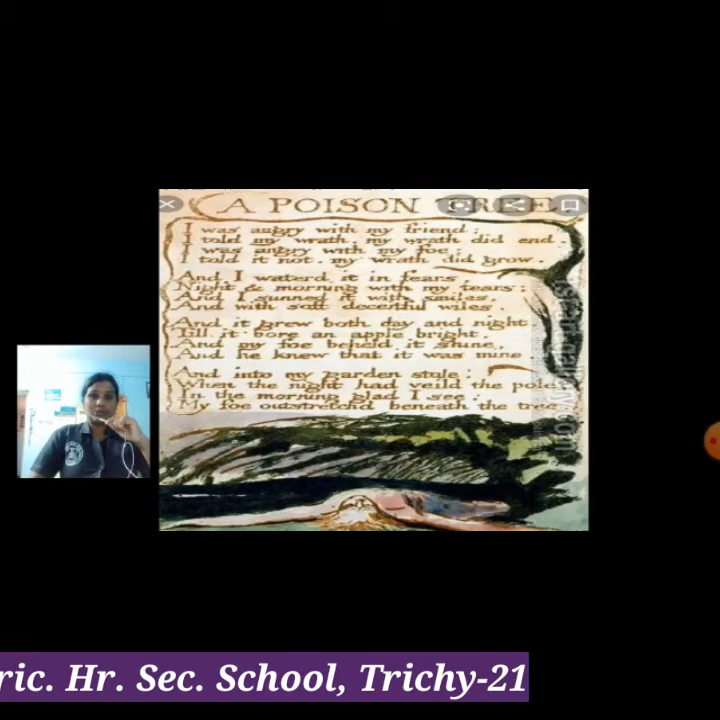 A POISON TREE
I was angry with my friend;
I told my wrath, my wrath did end.
I was angry with my foe
I told it not, my wrath did grow.
And I waterd it in fears
Night & morning with my tears:
And I sunned it with smiles,
And with soft deceitful wiles.
And it grew both day and night
Till it bore an apple bright.
And my foe beheld it shine,
And he knew that it was mine
And into my garden stole:
When the night had veild the pole
In the morning glad I see;
My foe outstretchd beneath the tree
ric. Hr. Sec. School, Trichy-21